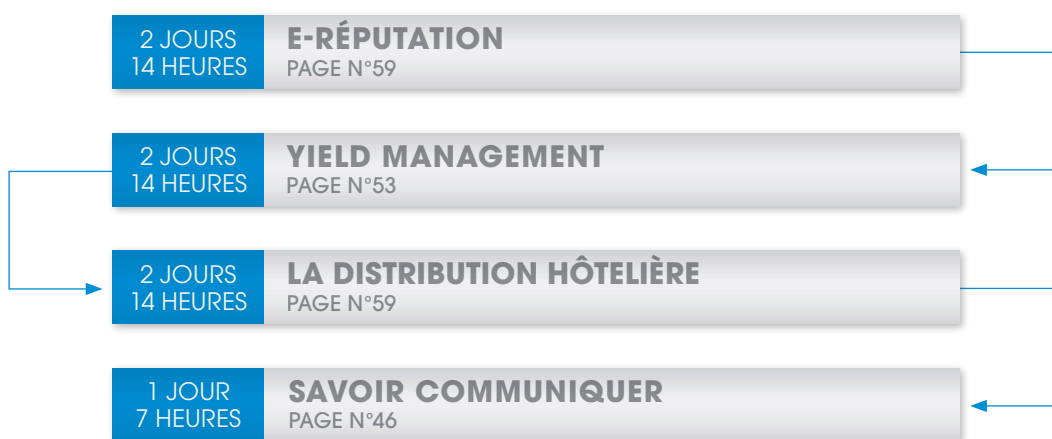 2 JOURS
14 HEURES
E-RÉPUTATION
PAGE N°59
2 JOURS
14 HEURES
YIELD MANAGEMENT
PAGE N°53
2 JOURS
14 HEURES
LA DISTRIBUTION HÔTELIÈRE
PAGE N°59
1 JOUR
7 HEURES
SAVOIR COMMUNIQUER
PAGE N°46